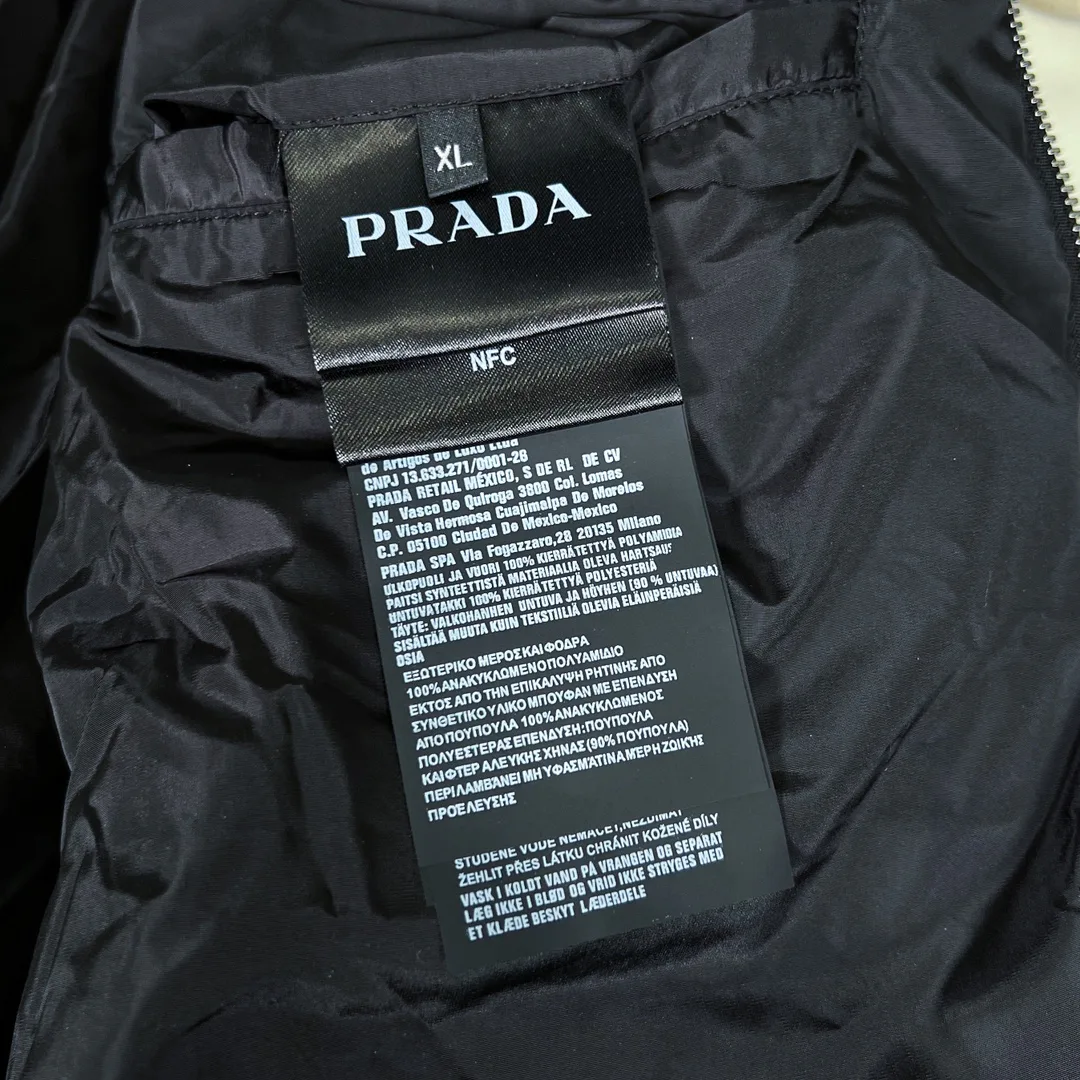 XL
PRADA
NFC
de Artigos de Luxo Ltda
CNPJ 13.633.271/0001-26
PRADA RETAIL MÉXICO, S DE RL DE CV
AV. Vasco De Quiroga 3800 Col. Lomas
De Vista Hermosa Cuajimalpa De Morelos
C.P. 05100 Ciudad De Mexico-Mexico
PRADA SPA Via Fogazzaro,28 20135 Milano
ULKOPUOLI JA VUORI 100% KIERRÄTETTYÄ POLYAMIDIA
PAITSI SYNTEETTISTÄ MATERIAALIA OLEVA HARTSAUS
UNTUVATAKKI 100% KIERRÄTETTYÄ POLYESTERIÄ
TÄYTE: VALKOHANHEN UNTUVA JA HÖYHEN (90 % UNTUVAA)
SISÄLTÄÄ MUUTA KUIN TEKSTIILIÄ OLEVIA ELÄINPERÄISIÄ
OSIA
ΕΞΩΤΕΡΙΚΟ ΜΕΡΟΣ ΚΑΙ ΦΟΔΡΑ
100% ΑΝΑΚΥΚΛΩΜΕΝΟ ΠΟΛΥΑΜΙΔΙΟ
ΕΚΤΟΣ ΑΠΟ ΤΗΝ ΕΠΙΚΑΛΥΨΗ ΡΗΤΙΝΗΣ ΑΠΟ
ΣΥΝΘΕΤΙΚΟ ΥΛΙΚΟ ΜΠΟΥΦΑΝ ΜΕ ΕΠΕΝΔΥΣΗ
ΑΠΟ ΠΟΥΠΟΥΛΑ 100% ΑΝΑΚΥΚΛΩΜΕΝΟΣ
ΠΟΛΥΕΣΤΕΡΑΣ ΕΠΕΝΔΥΣΗ: ΠΟΥΠΟΥΛΑ
ΚΑΙ ΦΤΕΡ ΑΛΕΥΚΗΣ ΧΗΝΑΣ (90% ΠΟΥΠΟΥΛΑ)
ΠΕΡΙΛΑΜΒΑΝΕΙ ΜΗ ΥΦΑΣΜΑΤΙΝΑ ΜΕΡΗ ΖΩΙΚΗΣ
ΠΡΟΕΛΕΥΣΗΣ
STUDENÉ VODĚ NEMÁCET, NEŽDÍMAT
ŽEHLIT PŘES LÁTKU CHRÁNIT KOŽENÉ DÍLY
VASK I KOLDT VAND PÅ VRANGEN OG SEPARAT
LÆG IKKE I BLØD OG VRID IKKE STRYGES MED
ET KLÆDE BESKYT LÆDERDELE